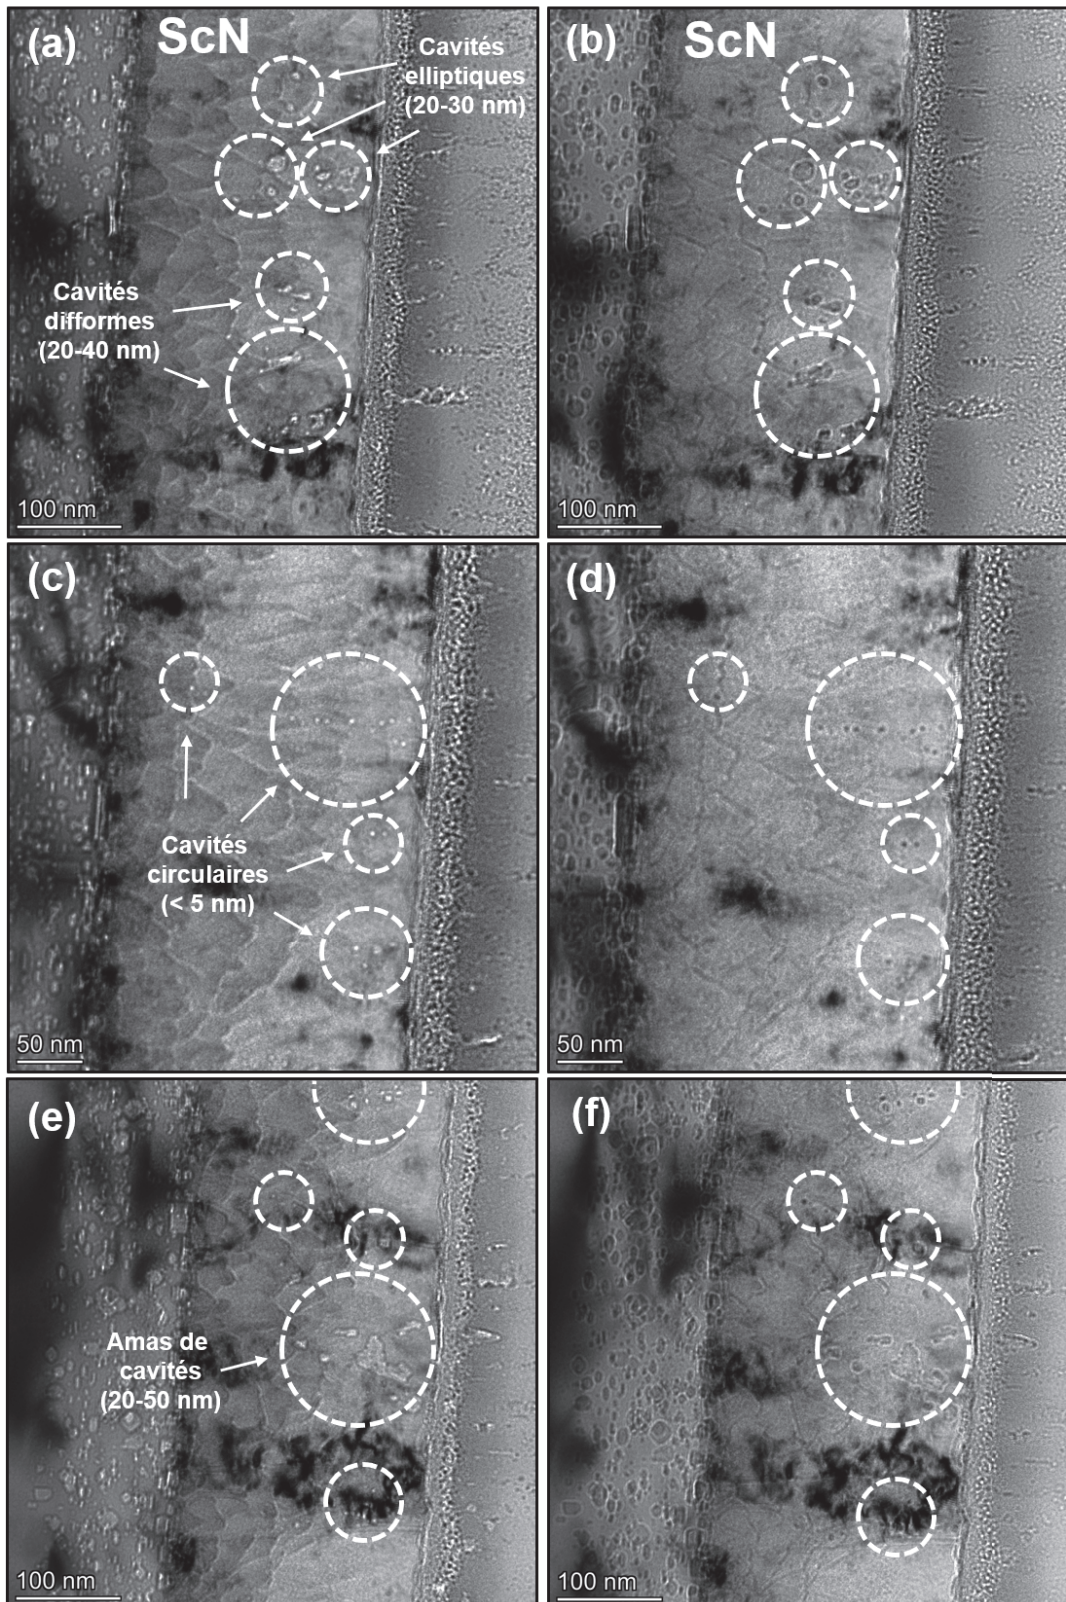 (a)
ScN
Cavités
elliptiques
(20-30 nm)
Cavités
difformes
(20-40 nm)
100 nm
(b)
ScN
100 nm
(c)
Cavités
circulaires
(< 5 nm)
50 nm
(d)
50 nm
(e)
Amas de
cavités
(20-50 nm)
100 nm
(f)
100 nm